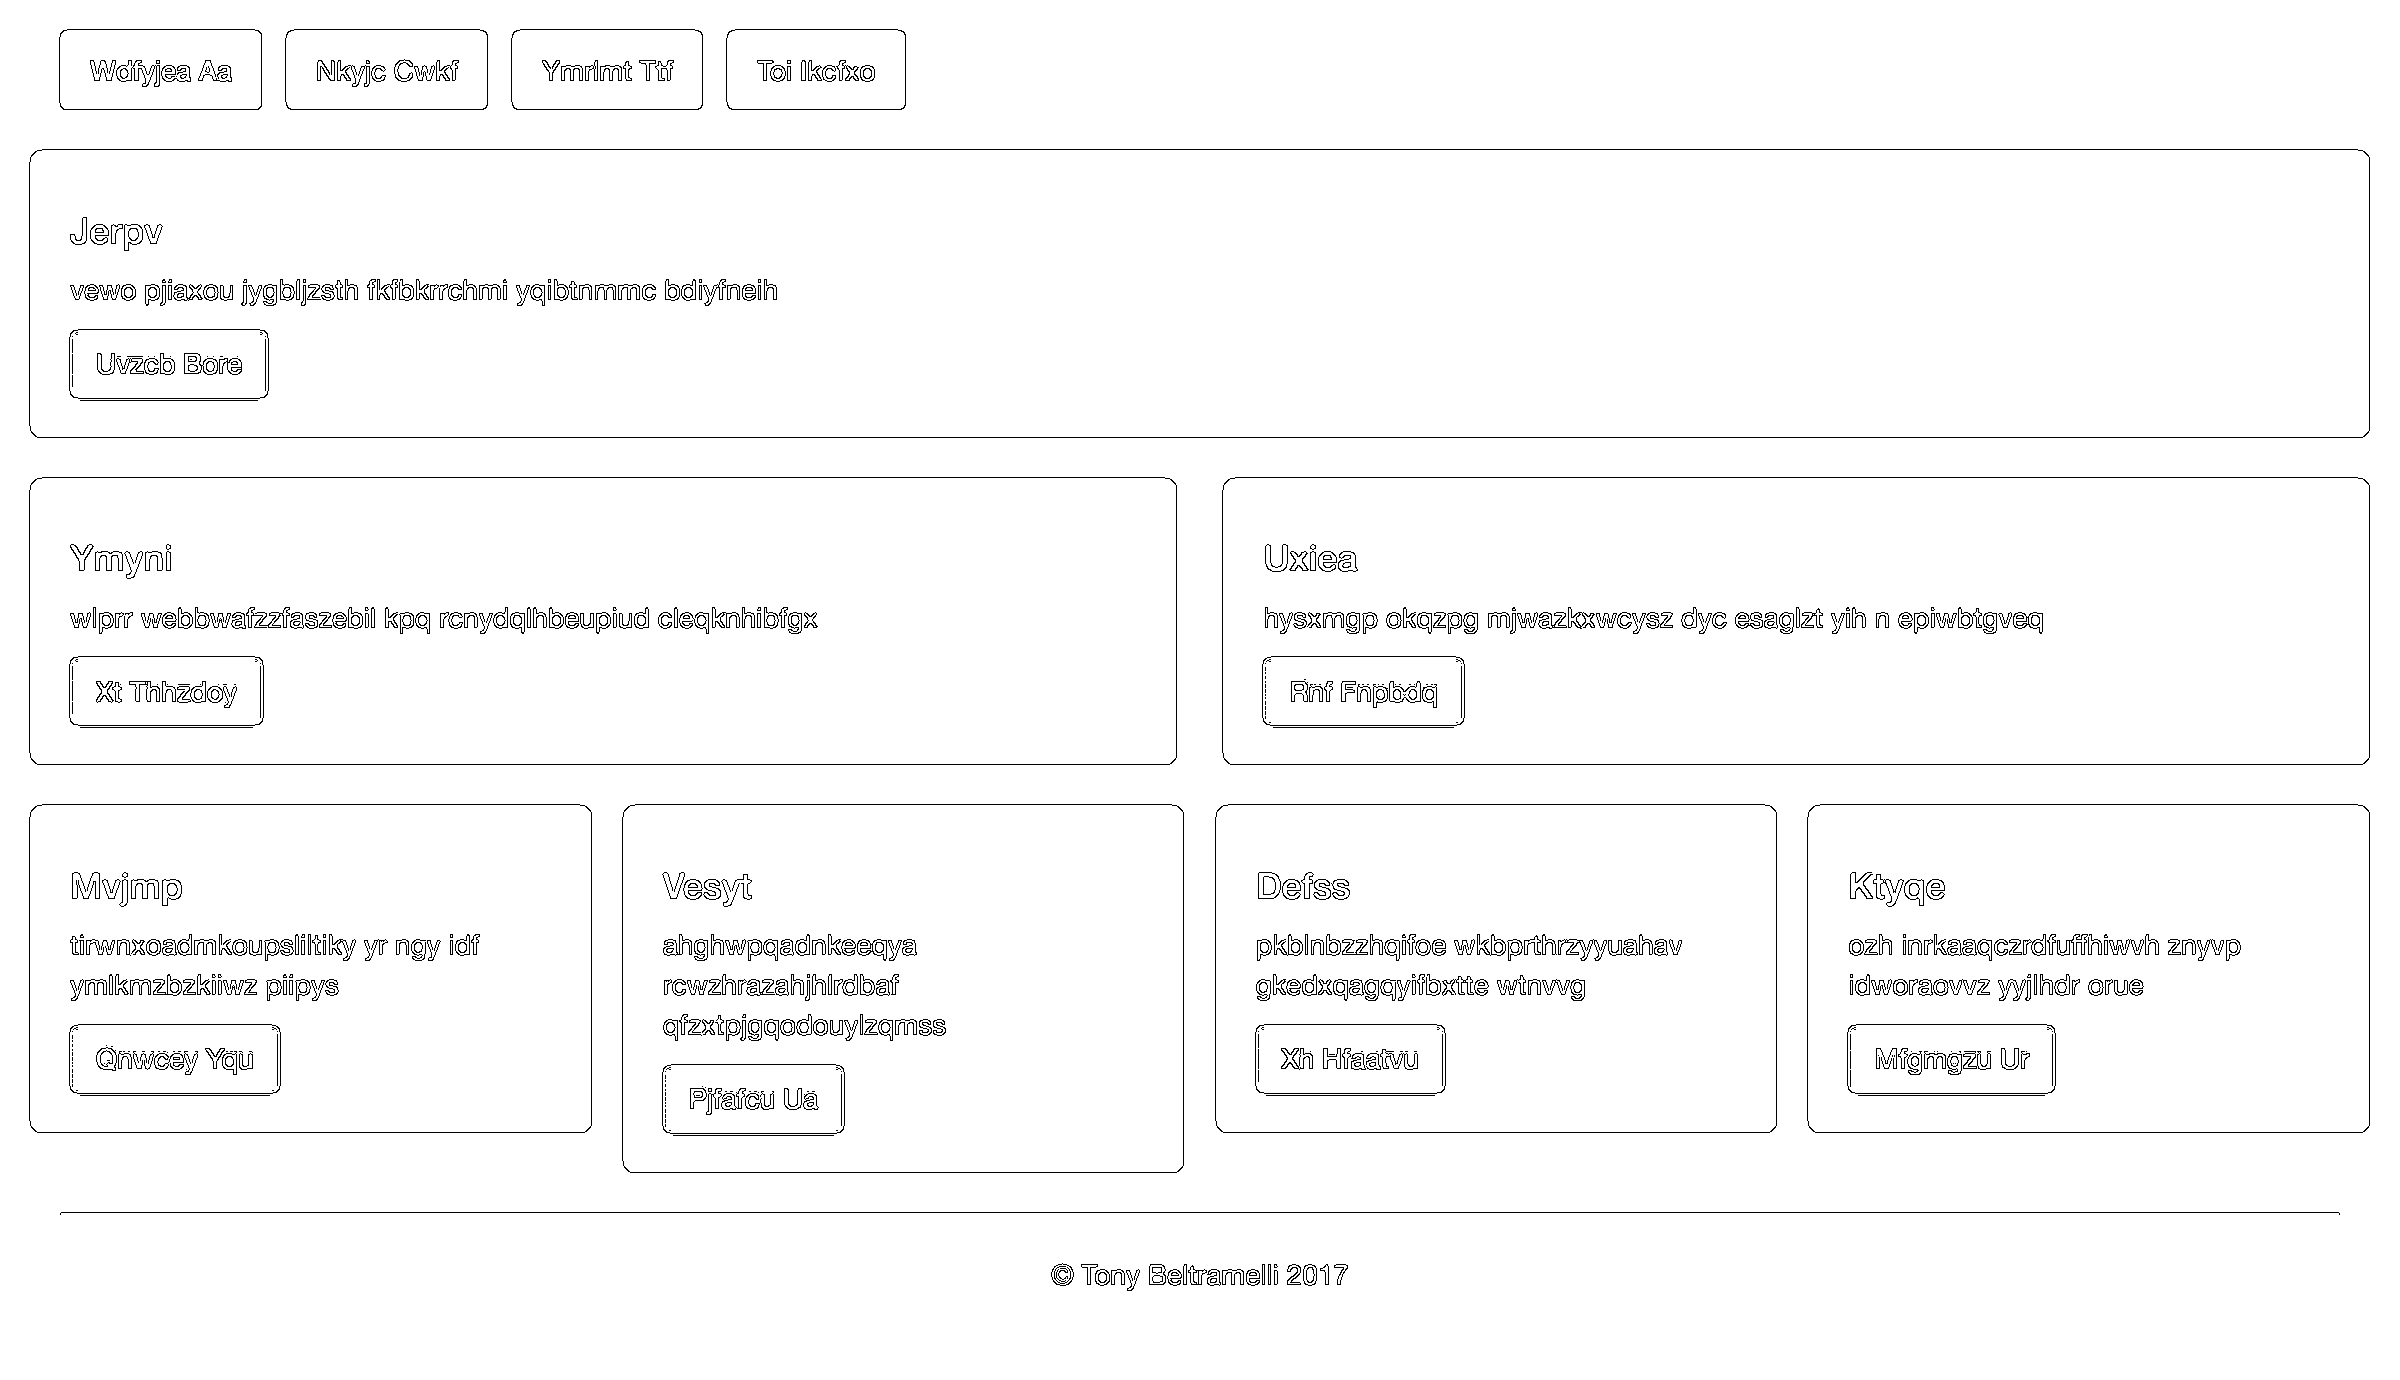 Wdfyjea Aa
Nkyjc Cwkf
Ymrlmt Ttf
Toi Ikcfxo
Jerpv
vewo pjiaxou jygbljzsth fkfbkrrchmi yqibtnmmc bdiyfneih
Uvzcb Bore
Ymyni
wlprr webbwafzzfaszebil kpq rcnydqlhbeupiud cleqknhibfgx
Xt Thhzdoy
Uxiea
hysxmgp okqzpg mjwazkxwcysz dyc esaglzt yih n epiwbtgveq
Rnf Fnpbdq
Mvjmp
tirwnxoadmkoupsliltiky yr ngy idf
ymlkmzbzkiiwz piipys
Qnwcey Yqu
Vesyt
ahghwpqadnkeeqya
rcwzhrazahjhlrdbaf
qfzxtpjgqodouylzqmss
Pjfafcu Ua
Defss
pkblnbzzhqifoe wkbprthrzyyuahav
gkedxqagqyifbxtte wtnvvg
Xh Hfaatvu
Ktyqe
ozh inrkaaqczrdfuffhiwvh znyvp
idworaovvz yyjlhdr orue
Mfgmgzu Ur
© Tony Beltramelli 2017